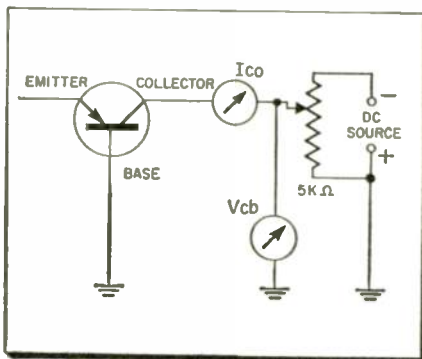 Ico
EMITTER
COLLECTOR
−
DC
SOURCE
+
BASE
5K Ω
Vcb